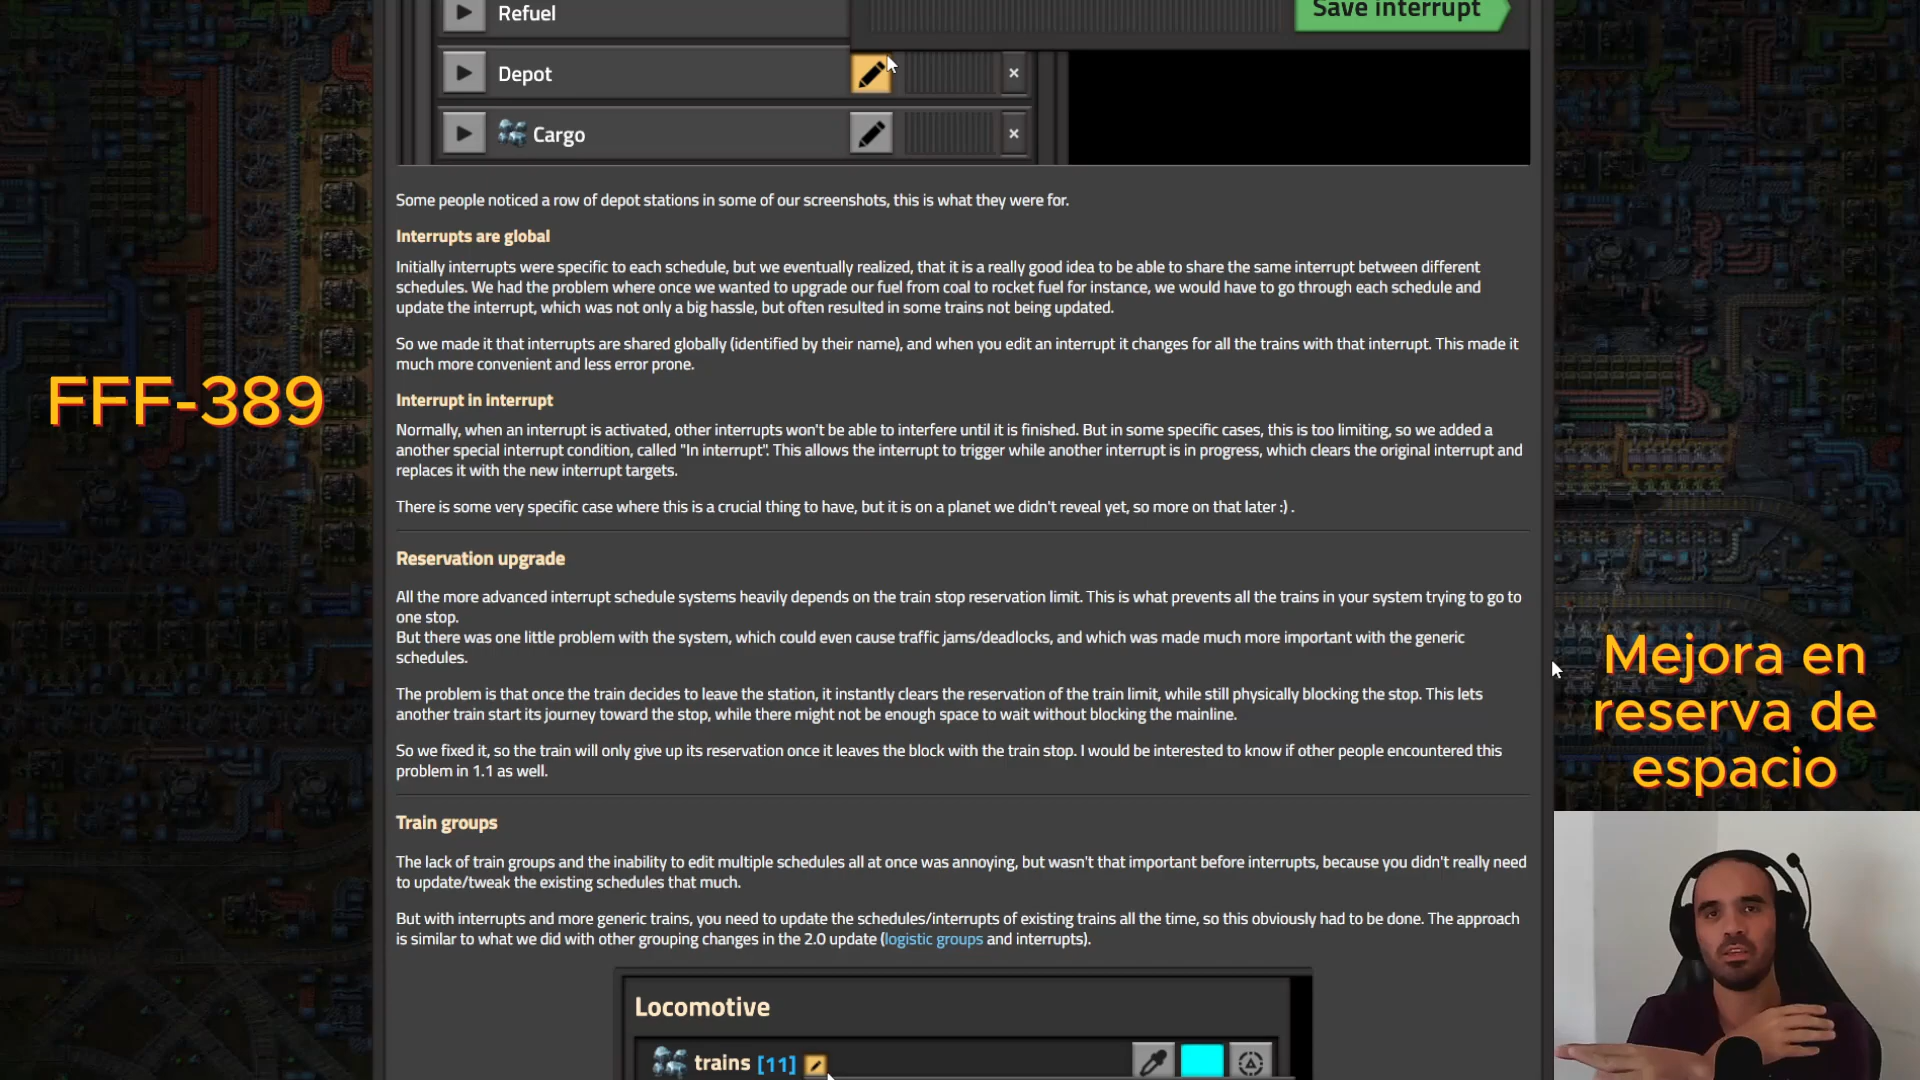 Refuel
Save interrupt
Depot
Cargo
Some people noticed a row of depot stations in some of our screenshots, this is what they were for.
Interrupts are global
Initially interrupts were specific to each schedule, but we eventually realized, that it is a really good idea to be able to share the same interrupt between different
schedules. We had the problem where once we wanted to upgrade our fuel from coal to rocket fuel for instance, we would have to go through each schedule and
update the interrupt, which was not only a big hassle, but often resulted in some trains not being updated.
So we made it that interrupts are shared globally (identified by their name), and when you edit an interrupt it changes for all the trains with that interrupt. This made it
much more convenient and less error prone.
FFF-389
Interrupt in interrupt
Normally, when an interrupt is activated, other interrupts won't be able to interfere until it is finished. But in some specific cases, this is too limiting, so we added a
another special interrupt condition, called "In interrupt". This allows the interrupt to trigger while another interrupt is in progress, which clears the original interrupt and
replaces it with the new interrupt targets.
There is some very specific case where this is a crucial thing to have, but it is on a planet we didn't reveal yet, so more on that later :) .
Reservation upgrade
All the more advanced interrupt schedule systems heavily depends on the train stop reservation limit. This is what prevents all the trains in your system trying to go to
one stop.
But there was one little problem with the system, which could even cause traffic jams/deadlocks, and which was made much more important with the generic
schedules.
The problem is that once the train decides to leave the station, it instantly clears the reservation of the train limit, while still physically blocking the stop. This lets
another train start its journey toward the stop, while there might not be enough space to wait without blocking the mainline.
So we fixed it, so the train will only give up its reservation once it leaves the block with the train stop. I would be interested to know if other people encountered this
problem in 1.1 as well.
Mejora en
reserva de
espacio
Train groups
The lack of train groups and the inability to edit multiple schedules all at once was annoying, but wasn't that important before interrupts, because you didn't really need
to update/tweak the existing schedules that much.
But with interrupts and more generic trains, you need to update the schedules/interrupts of existing trains all the time, so this obviously had to be done. The approach
is similar to what we did with other grouping changes in the 2.0 update (logistic groups and interrupts).
Locomotive
trains [11]